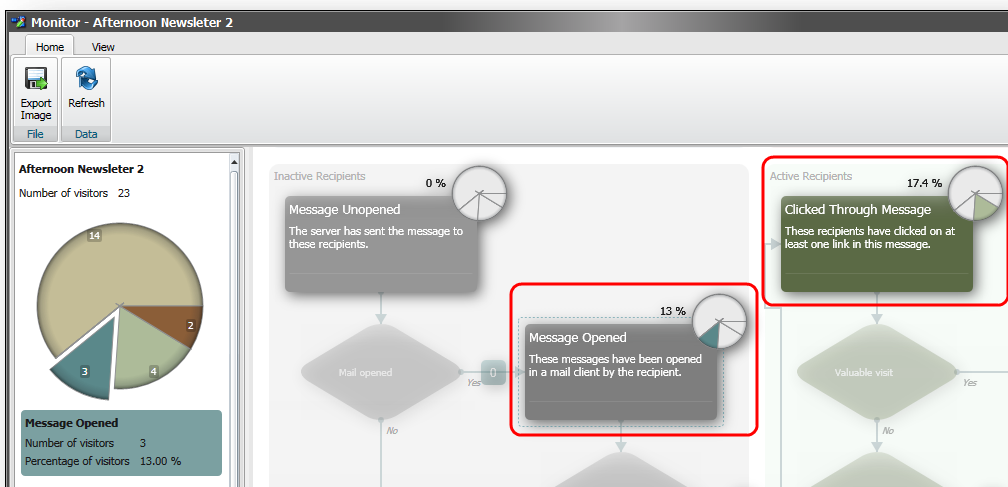 Monitor - Afternoon Newsleter 2
Home View
Export Image
Refresh
File
Data
Afternoon Newsleter 2
Number of visitors 23
14
2
4
3
Message Opened
Number of visitors 3
Percentage of visitors 13.00 %
Inactive Recipients
0 %
Message Unopened
The server has sent the message to
these recipients.
Mail opened
Yes
0
No
13 %
Message Opened
These messages have been opened
in a mail client by the recipient.
Active Recipients
17.4 %
Clicked Through Message
These recipients have clicked on at
least one link in this message.
Valuable visit
Yes
No